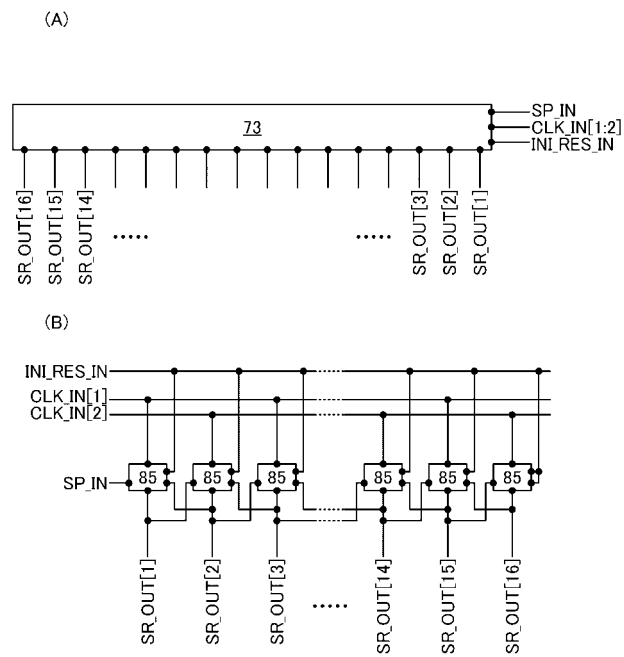 (A)
73
SP_IN
CLK_IN[1:2]
INI_RES_IN
SR_OUT[16]
SR_OUT[15]
SR_OUT[14]
.....
.....
SR_OUT[3]
SR_OUT[2]
SR_OUT[1]
(B)
INI_RES_IN
CLK_IN[1]
CLK_IN[2]
SP_IN
85
85
85
85
85
85
SR_OUT[1]
SR_OUT[2]
SR_OUT[3]
.....
SR_OUT[14]
SR_OUT[15]
SR_OUT[16]